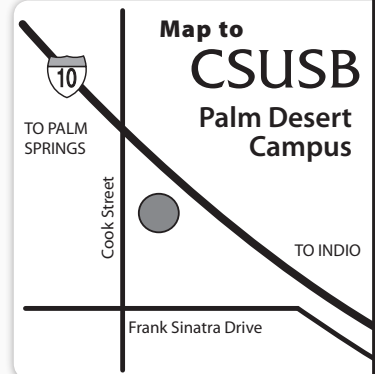 Map to
CSUSB
Palm Desert
Campus
10
TO PALM
SPRINGS
Cook Street
TO INDIO
Frank Sinatra Drive